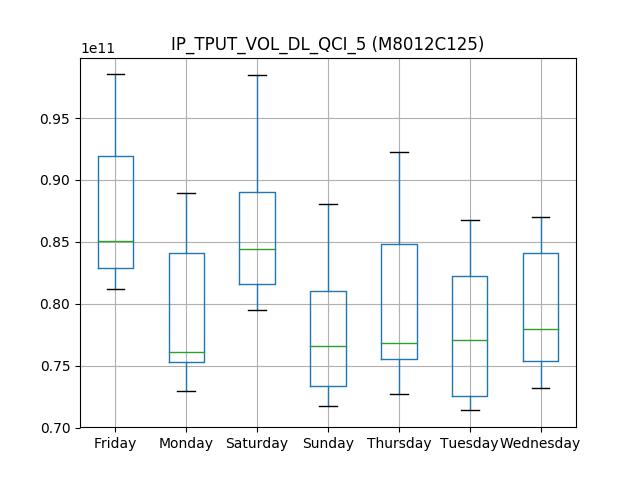 IP_TPUT_VOL_DL_QCI_5 (M8012C125)
1e11
0.95
0.90
0.85
0.80
0.75
0.70
Friday Monday Saturday Sunday Thursday Tuesday Wednesday